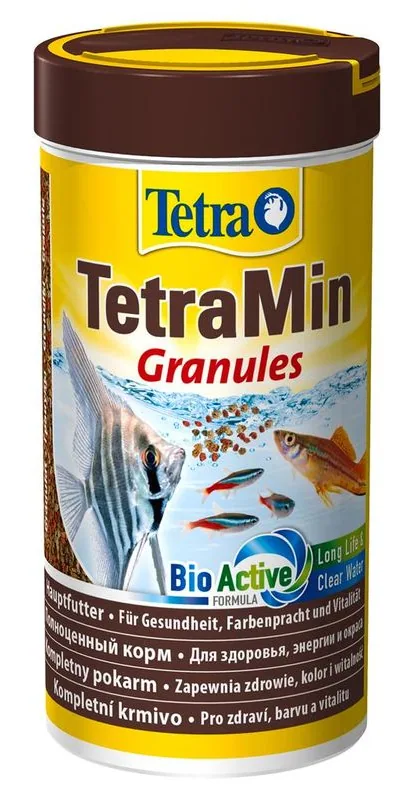 Tetra
TetraMin
Granules
Bio Active
FORMULA
Long Life &
Clear Water
Hauptfutter • Für Gesundheit, Farbenpracht und Vitalität
Полноценный корм • Для здоровья, энергии и окраса
Kompletny pokarm • Zapewnia zdrowie, kolor i witalność
Kompletní krmivo • Pro zdraví, barvu a vitalitu